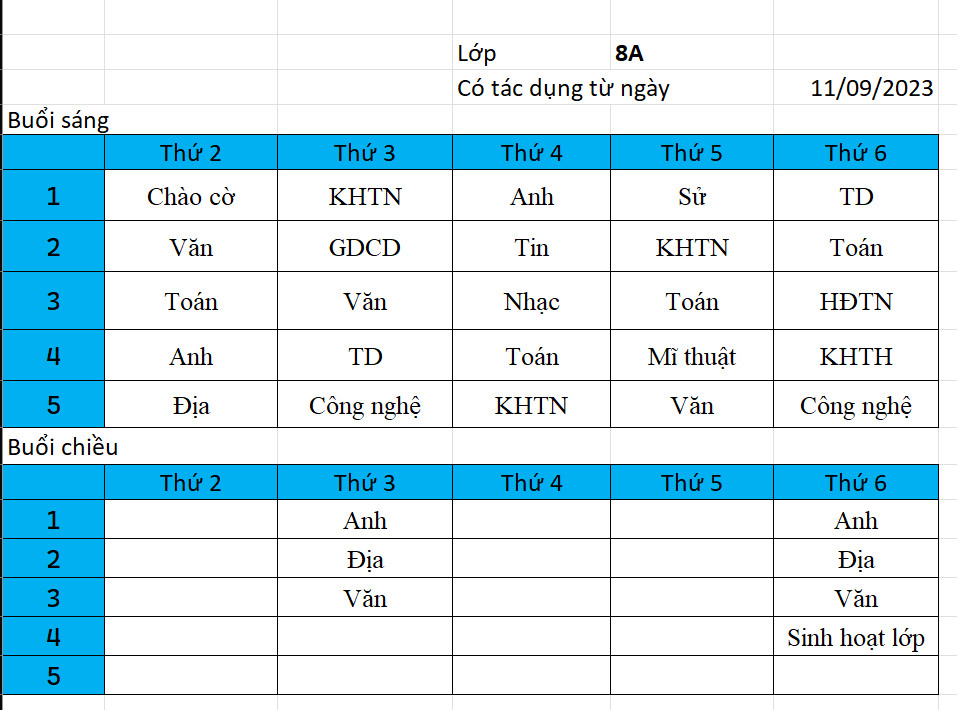 Lớp 8A
Có tác dụng từ ngày 11/09/2023
Buổi sáng
Thứ 2 Thứ 3 Thứ 4 Thứ 5 Thứ 6
1 Chào cờ KHTN Anh Sử TD
2 Văn GDCD Tin KHTN Toán
3 Toán Văn Nhạc Toán HĐTN
4 Anh TD Toán Mĩ thuật KHTH
5 Địa Công nghệ KHTN Văn Công nghệ
Buổi chiều
Thứ 2 Thứ 3 Thứ 4 Thứ 5 Thứ 6
1 Anh Anh
2 Địa Địa
3 Văn Văn
4 Sinh hoạt lớp
5